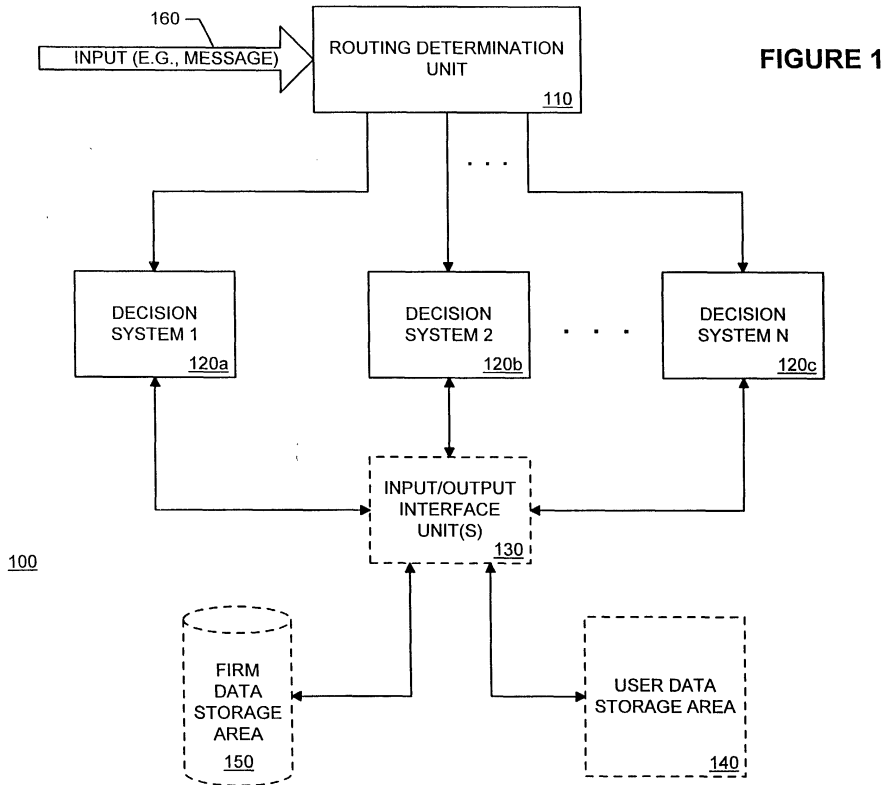 160
INPUT (E.G., MESSAGE)
ROUTING DETERMINATION
UNIT
110
FIGURE 1
. . .
DECISION
SYSTEM 1
120a
DECISION
SYSTEM 2
120b
. . . .
DECISION
SYSTEM N
120c
INPUT/OUTPUT
INTERFACE
UNIT(S)
130
100
FIRM
DATA
STORAGE
AREA
150
USER DATA
STORAGE AREA
140